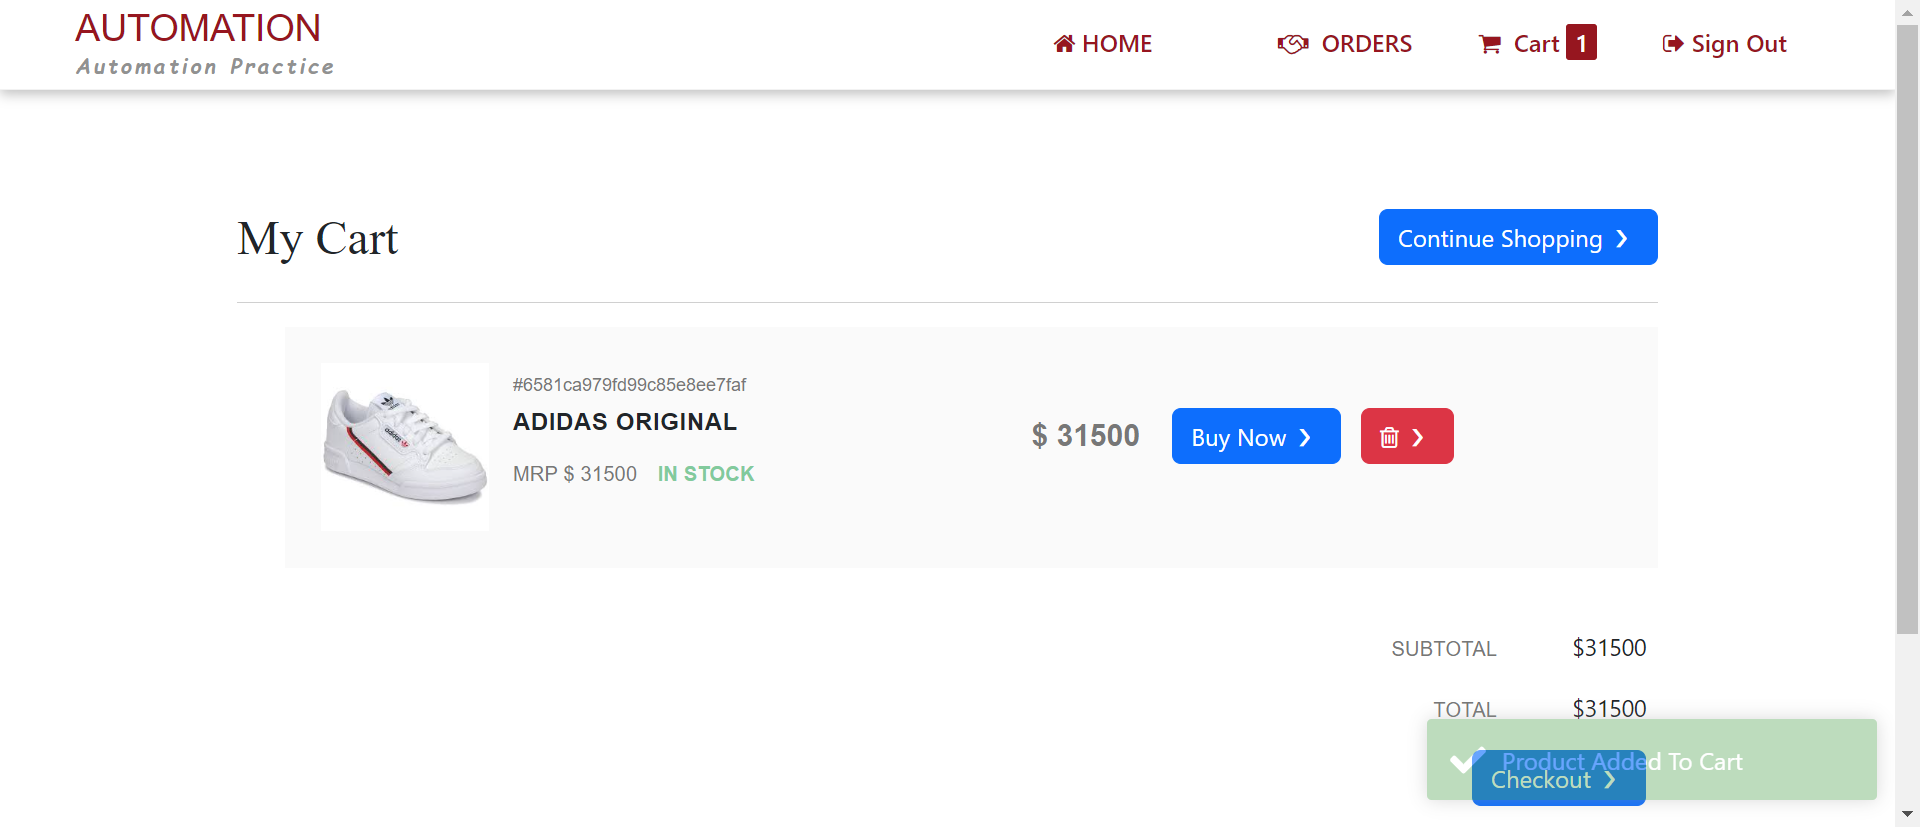 AUTOMATION
Automation Practice
HOME
ORDERS
Cart 1
Sign Out
My Cart
Continue Shopping ❯
#6581ca979fd99c85e8ee7faf
ADIDAS ORIGINAL
MRP $ 31500 IN STOCK
$ 31500
Buy Now ❯
❯
adidas
SUBTOTAL $31500
TOTAL $31500
Product Added To Cart
Checkout ❯